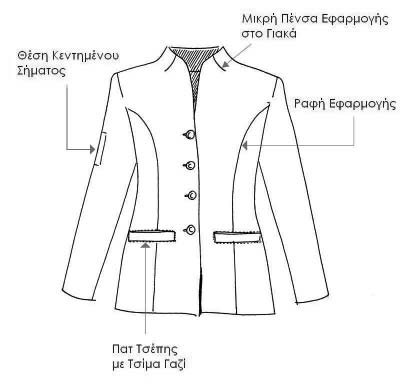 Μικρή Πένσα Εφαρμογής
στο Γιακά
Θέση Κεντημένου
Σήματος
Ραφή Εφαρμογής
Πατ Τσέπης
με Τσίμα Γαζί